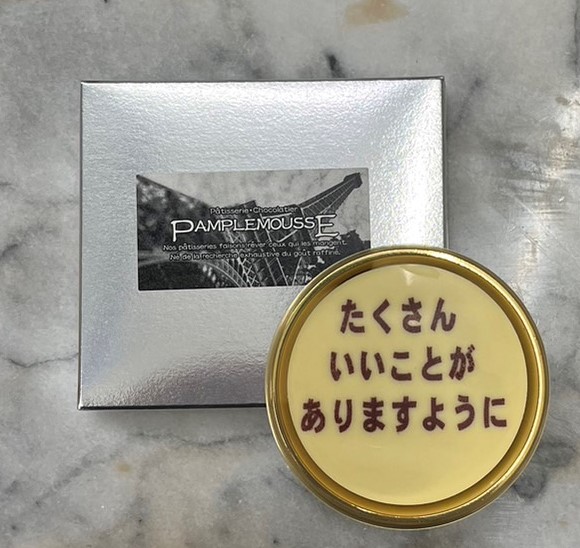 Pâtisserie・Chocolatier
PAMPLEMOUSSE
Nos pâtisseries faisons rêver ceux qui les mangent.
Né de la recherche exhaustive du goût raffiné.
たくさん
いいことが
ありますように